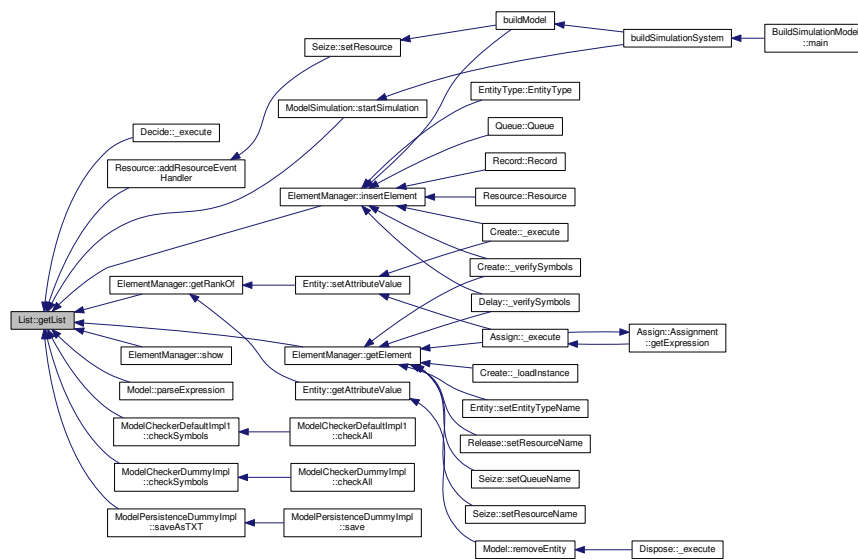 buildModel
Seize::setResource
buildSimulationSystem
BuildSimulationModel
::main
ModelSimulation::startSimulation
EntityType::EntityType
Queue::Queue
Decide::_execute
Record::Record
Resource::addResourceEvent
Handler
ElementManager::insertElement
Resource::Resource
Create::_execute
Create::_verifySymbols
ElementManager::getRankOf
Entity::setAttributeValue
Delay::_verifySymbols
List::getList
Assign::_execute
Assign::Assignment
::getExpression
ElementManager::show
ElementManager::getElement
Create::_loadInstance
Model::parseExpression
Entity::getAttributeValue
Entity::setEntityTypeName
ModelCheckerDefaultImpl1
::checkSymbols
ModelCheckerDefaultImpl1
::checkAll
Release::setResourceName
ModelCheckerDummyImpl
::checkSymbols
ModelCheckerDummyImpl
::checkAll
Seize::setQueueName
Seize::setResourceName
ModelPersistenceDummyImpl
::saveAsTXT
ModelPersistenceDummyImpl
::save
Model::removeEntity
Dispose::_execute